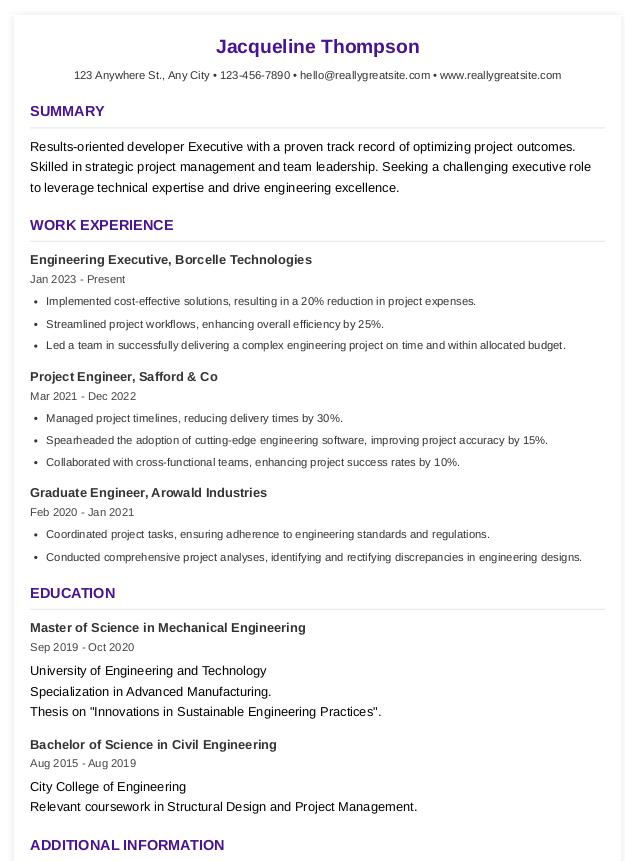 Jacqueline Thompson
123 Anywhere St., Any City • 123-456-7890 • hello@reallygreatsite.com • www.reallygreatsite.com
SUMMARY
Results-oriented developer Executive with a proven track record of optimizing project outcomes.
Skilled in strategic project management and team leadership. Seeking a challenging executive role
to leverage technical expertise and drive engineering excellence.
WORK EXPERIENCE
Engineering Executive, Borcelle Technologies
Jan 2023 - Present
• Implemented cost-effective solutions, resulting in a 20% reduction in project expenses.
• Streamlined project workflows, enhancing overall efficiency by 25%.
• Led a team in successfully delivering a complex engineering project on time and within allocated budget.
Project Engineer, Safford & Co
Mar 2021 - Dec 2022
• Managed project timelines, reducing delivery times by 30%.
• Spearheaded the adoption of cutting-edge engineering software, improving project accuracy by 15%.
• Collaborated with cross-functional teams, enhancing project success rates by 10%.
Graduate Engineer, Arowald Industries
Feb 2020 - Jan 2021
• Coordinated project tasks, ensuring adherence to engineering standards and regulations.
• Conducted comprehensive project analyses, identifying and rectifying discrepancies in engineering designs.
EDUCATION
Master of Science in Mechanical Engineering
Sep 2019 - Oct 2020
University of Engineering and Technology
Specialization in Advanced Manufacturing.
Thesis on "Innovations in Sustainable Engineering Practices".
Bachelor of Science in Civil Engineering
Aug 2015 - Aug 2019
City College of Engineering
Relevant coursework in Structural Design and Project Management.
ADDITIONAL INFORMATION